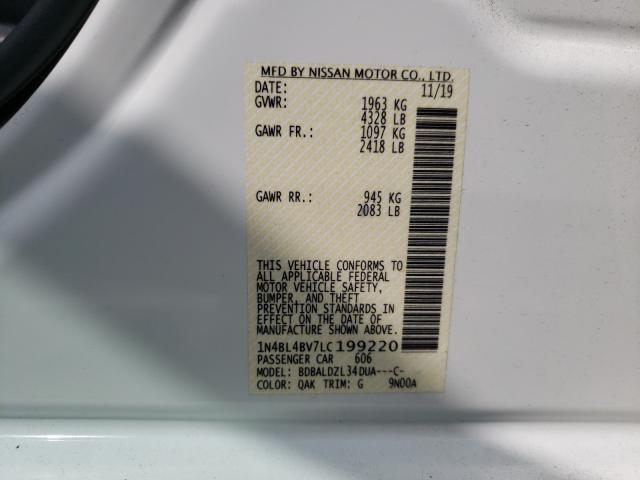 MFD BY NISSAN MOTOR CO., LTD.
DATE: 11/19
GVWR: 1963 KG
4328 LB
GAWR FR.: 1097 KG
2418 LB
GAWR RR.: 945 KG
2083 LB
THIS VEHICLE CONFORMS TO
ALL APPLICABLE FEDERAL
MOTOR VEHICLE SAFETY,
BUMPER, AND THEFT
PREVENTION STANDARDS IN
EFFECT ON THE DATE OF
MANUFACTURE SHOWN ABOVE.
1N4BL4BV7LC199220
PASSENGER CAR 606
MODEL: BDBALDZL34DUA---C-
COLOR: QAK TRIM: G 9N00A